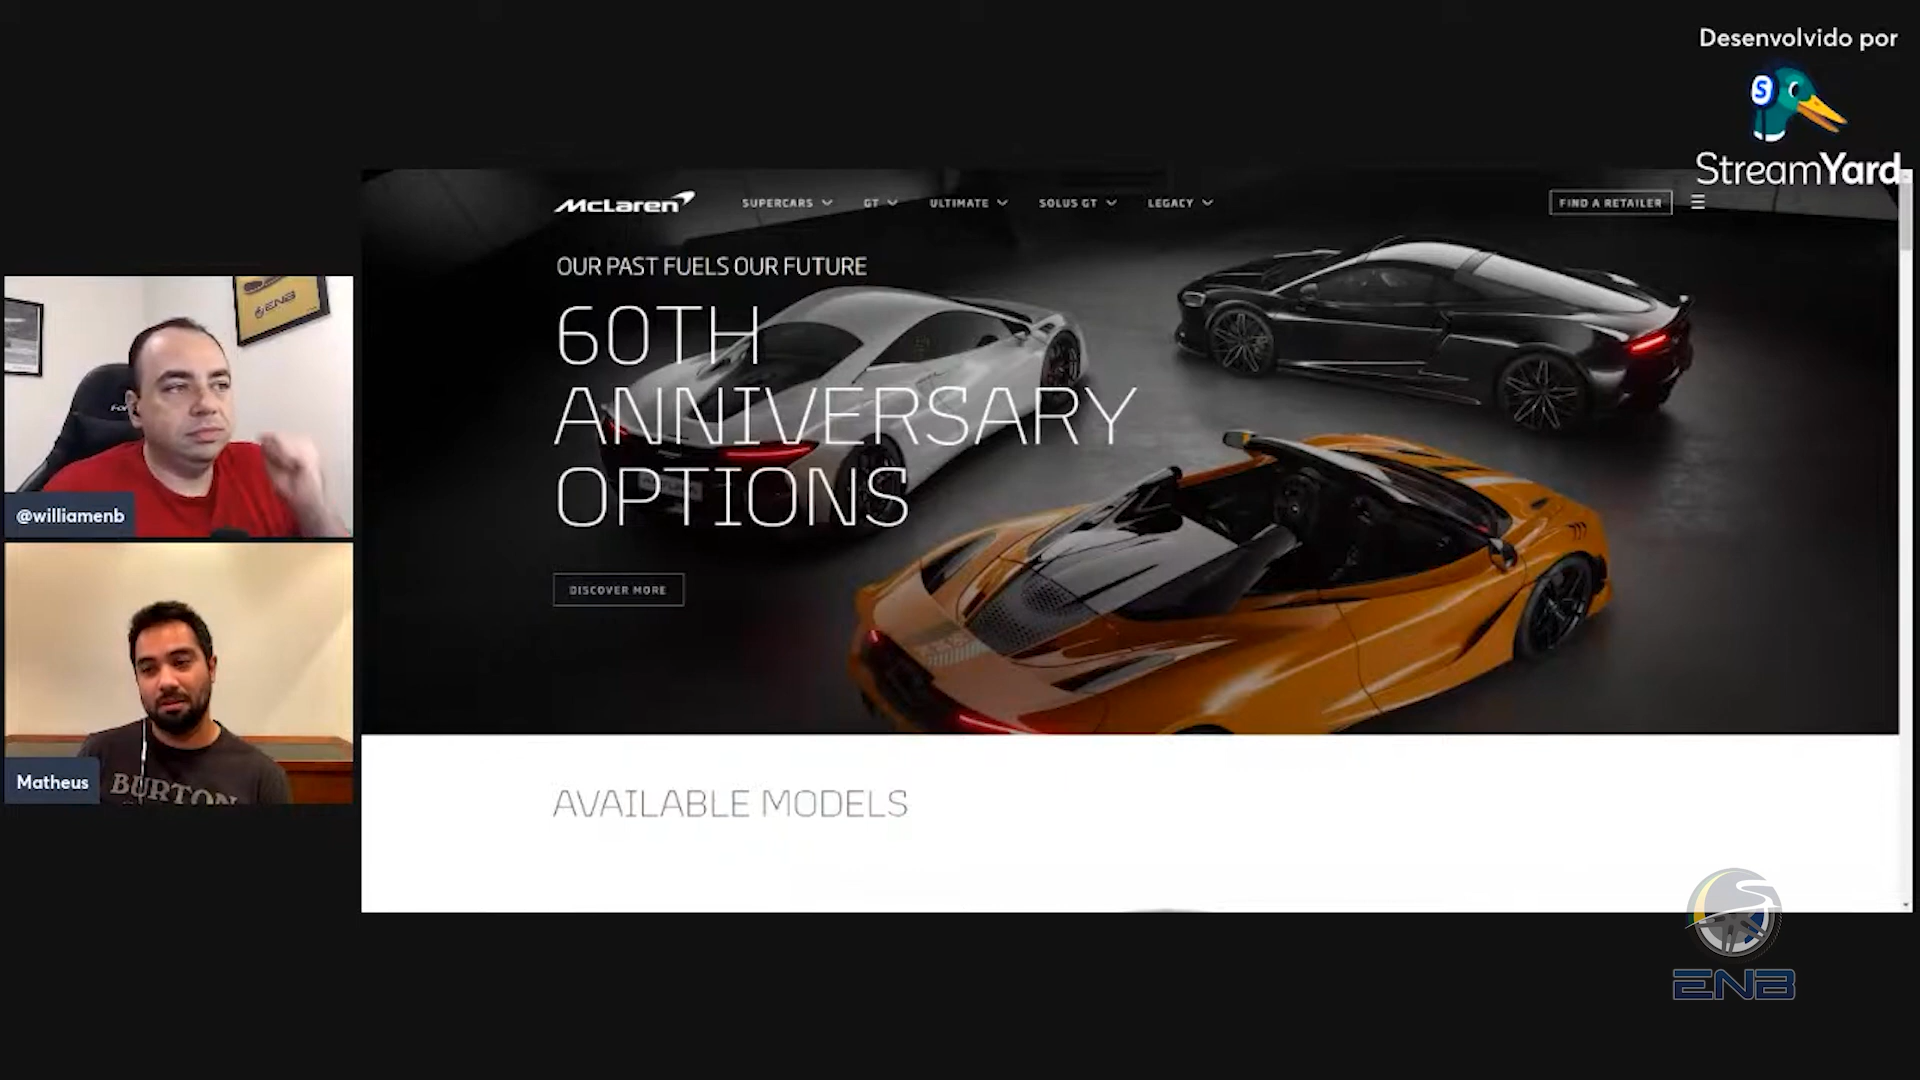 Desenvolvido por
S
StreamYard
McLaren
SUPERCARS
GT
ULTIMATE
SOLUS GT
LEGACY
FIND A RETAILER
OUR PAST FUELS OUR FUTURE
60TH
ANNIVERSARY
OPTIONS
DISCOVER MORE
AVAILABLE MODELS
ENB
@williamenb
BURTON
Matheus
ENB